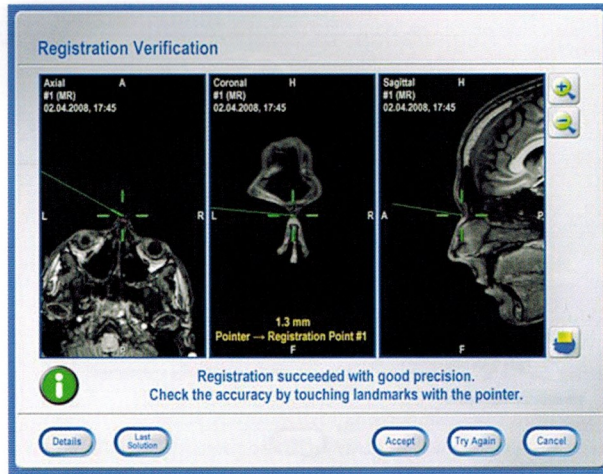 Registration Verification
Axial
A
#1 (MR)
02.04.2008, 17:45
L
R
Coronal
H
#1 (MR)
02.04.2008, 17:45
L
R
1.3 mm
Pointer → Registration Point #1
F
Sagittal
H
#1 (MR)
02.04.2008, 17:45
A
P
F
Registration succeeded with good precision.
Check the accuracy by touching landmarks with the pointer.
Details
Last
Solution
Accept
Try Again
Cancel